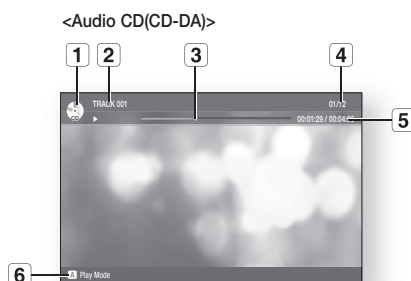 <Audio CD(CD-DA)>
1 2 3 4
TRACK 001 01/12
CD 00:01:29 / 00:04: 5
6 A Play Mode